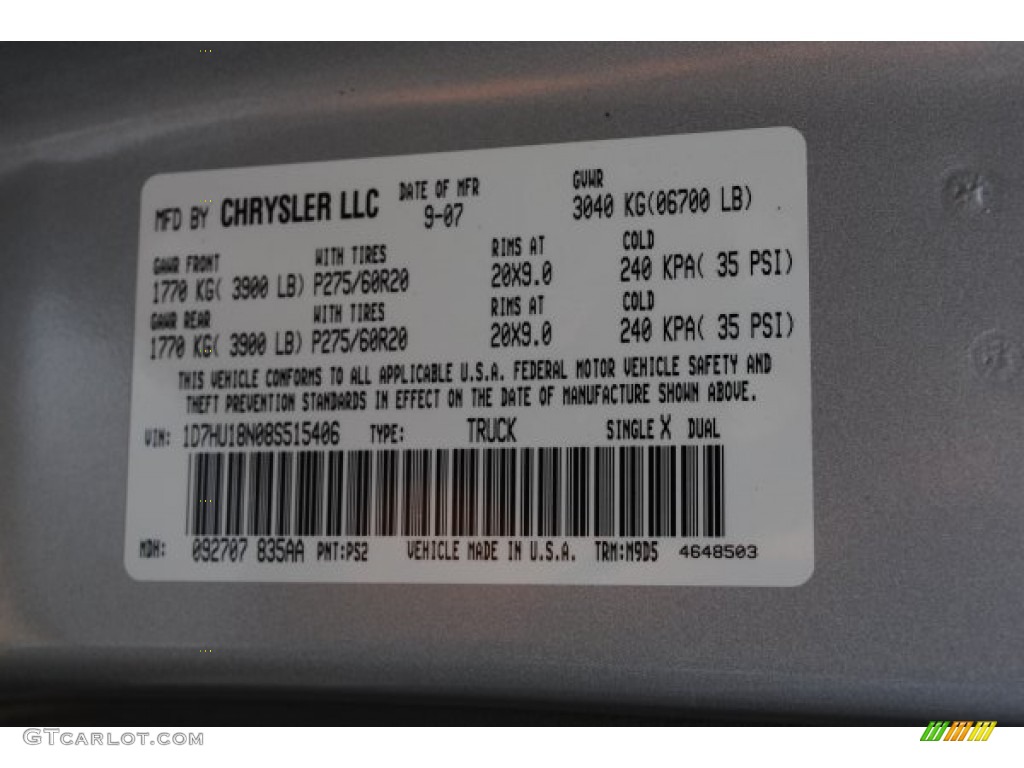 MFD BY CHRYSLER LLC DATE OF MFR GVWR
9-07 3040 KG(06700 LB)
GAWR FRONT WITH TIRES RIMS AT COLD
1770 KG( 3900 LB) P275/60R20 20X9.0 240 KPA( 35 PSI)
GAWR REAR WITH TIRES RIMS AT COLD
1770 KG( 3900 LB) P275/60R20 20X9.0 240 KPA( 35 PSI)
THIS VEHICLE CONFORMS TO ALL APPLICABLE U.S.A. FEDERAL MOTOR VEHICLE SAFETY AND
THEFT PREVENTION STANDARDS IN EFFECT ON THE DATE OF MANUFACTURE SHOWN ABOVE.
VIN: 1D7HU18N08S515406 TYPE: TRUCK SINGLE X DUAL
MDH: 092707 835AA PNT:PS2 VEHICLE MADE IN U.S.A. TRM:M9D5 4648503
GTCARLOT.COM